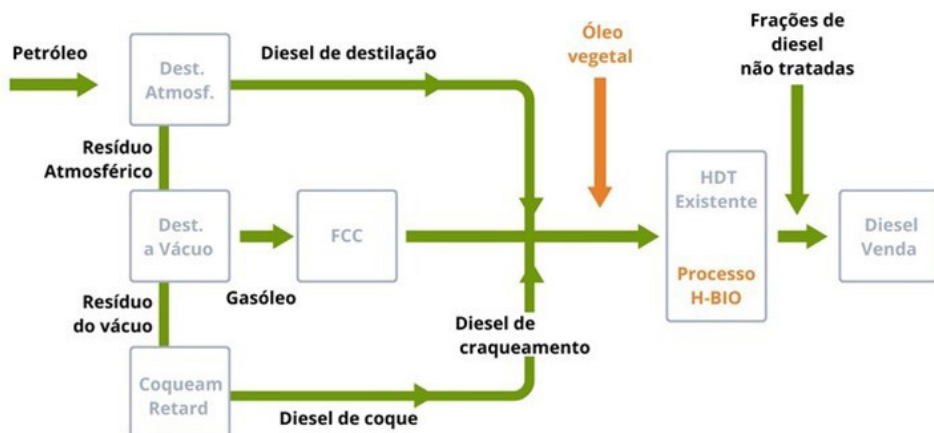 Petróleo
Dest.
Atmosf.
Diesel de destilação
Óleo
vegetal
Frações de
diesel
não tratadas
Resíduo
Atmosférico
Dest.
a Vácuo
Gasóleo
FCC
HDT
Existente
Processo
H-BIO
Diesel
Venda
Resíduo
do vácuo
Diesel de
craqueamento
Coqueam
Retard
Diesel de coque